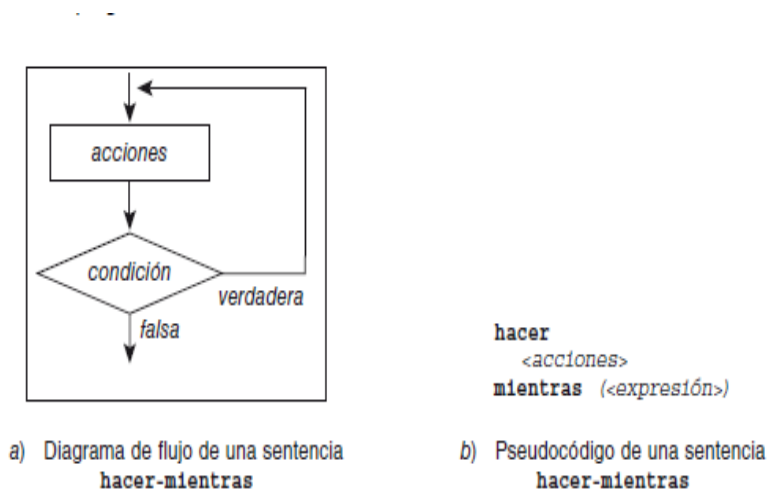 acciones
condición
verdadera
falsa
a) Diagrama de flujo de una sentencia
hacer-mientras
hacer
<acciones>
mientras (<expresión>)
b) Pseudocódigo de una sentencia
hacer-mientras